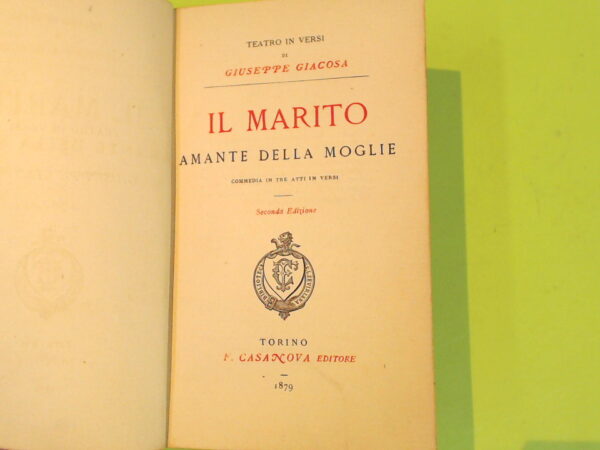 TEATRO IN VERSI
DI
GIUSEPPE GIACOSA
IL MARITO
AMANTE DELLA MOGLIE
COMMEDIA IN TRE ATTI IN VERSI
Seconda Edizione
TORINO
F. CASANOVA EDITORE
1879